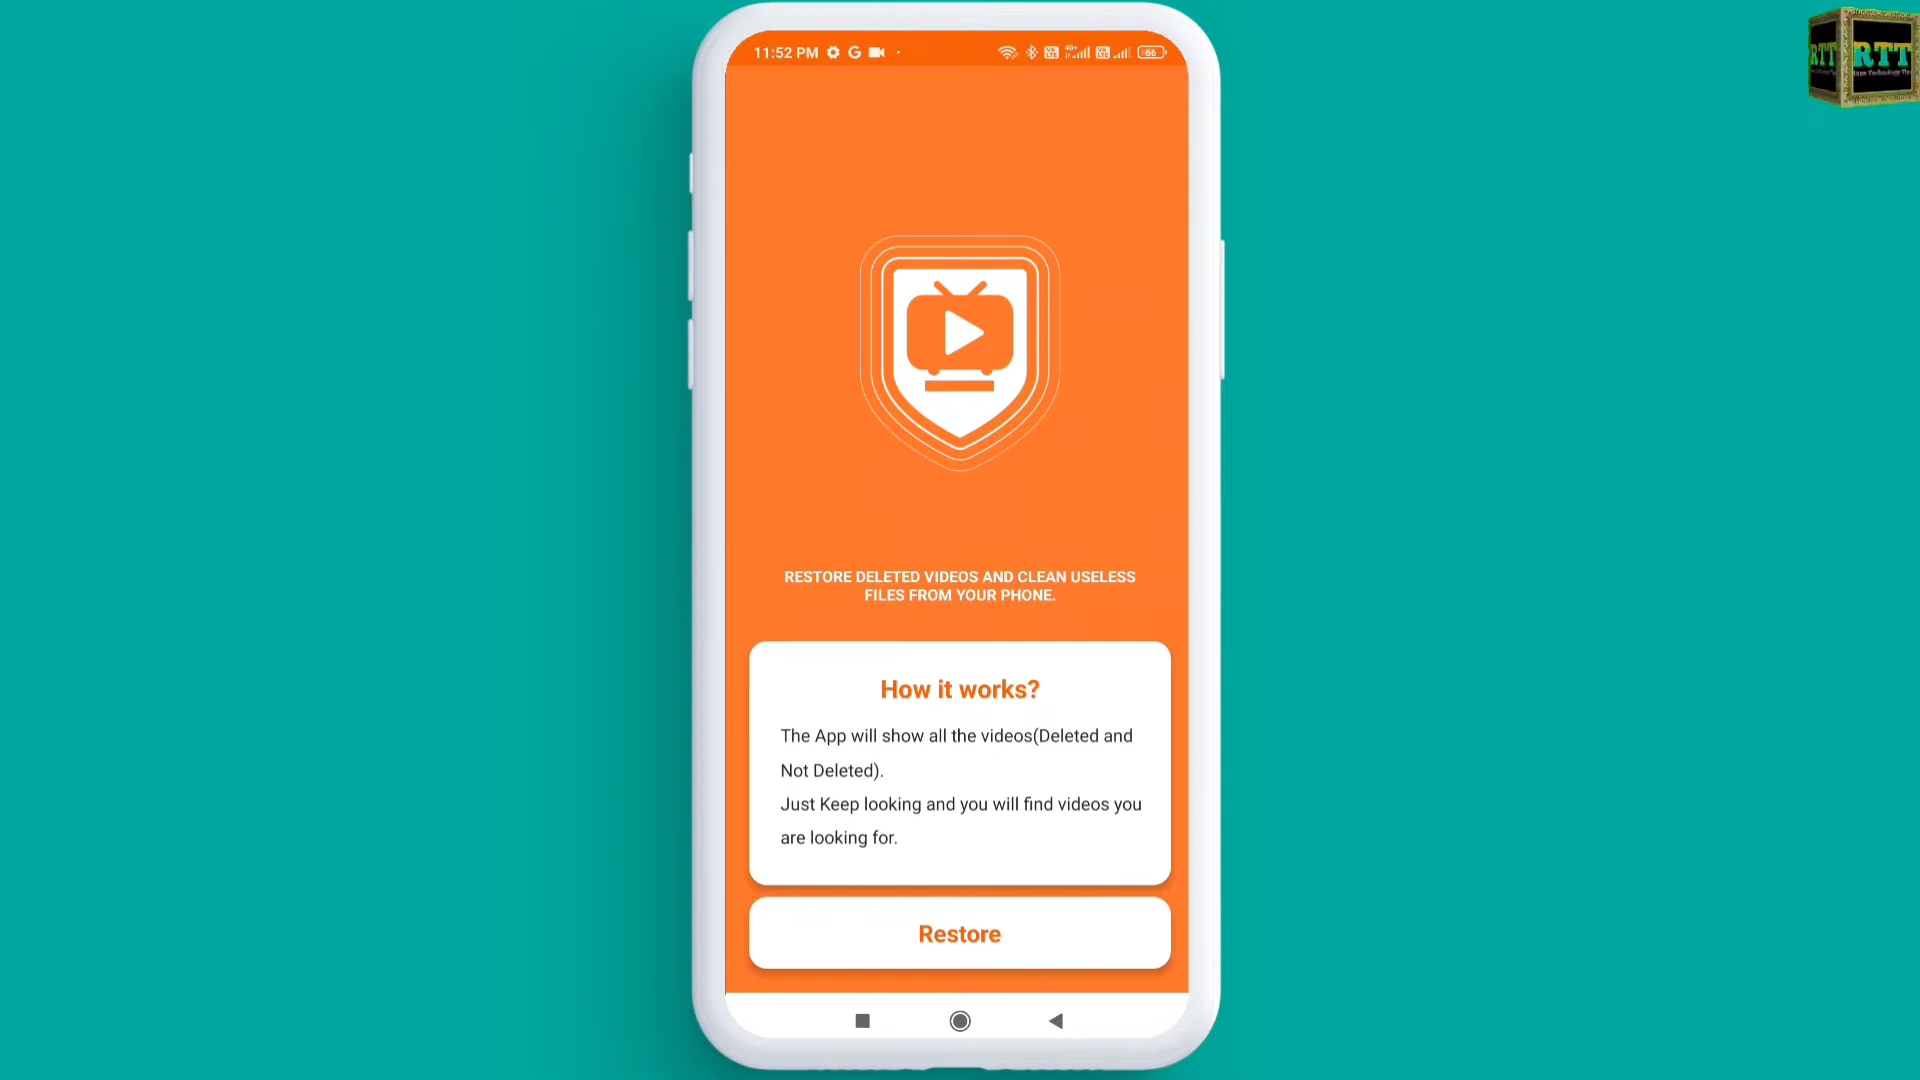 11:52 PM
66
RTT
RTT
RESTORE DELETED VIDEOS AND CLEAN USELESS
FILES FROM YOUR PHONE.
How it works?
The App will show all the videos(Deleted and
Not Deleted).
Just Keep looking and you will find videos you
are looking for.
Restore